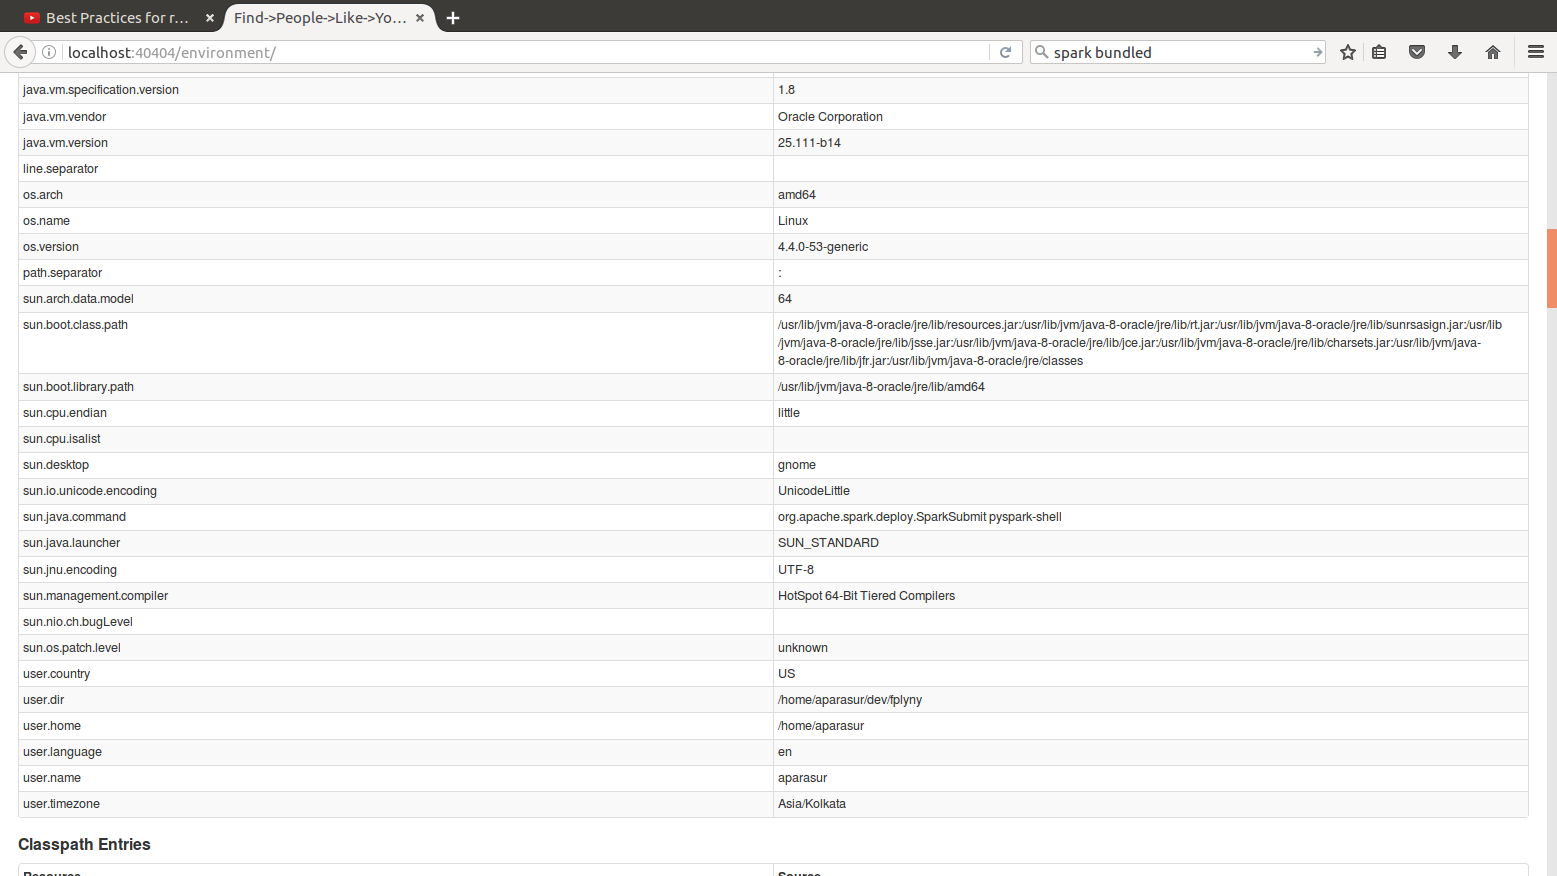 Best Practices for r...
Find->People->Like->Yo...
localhost:40404/environment/
spark bundled
java.vm.specification.version 1.8
java.vm.vendor Oracle Corporation
java.vm.version 25.111-b14
line.separator
os.arch amd64
os.name Linux
os.version 4.4.0-53-generic
path.separator :
sun.arch.data.model 64
sun.boot.class.path /usr/lib/jvm/java-8-oracle/jre/lib/resources.jar:/usr/lib/jvm/java-8-oracle/jre/lib/rt.jar:/usr/lib/jvm/java-8-oracle/jre/lib/sunrsasign.jar:/usr/lib
/jvm/java-8-oracle/jre/lib/jsse.jar:/usr/lib/jvm/java-8-oracle/jre/lib/jce.jar:/usr/lib/jvm/java-8-oracle/jre/lib/charsets.jar:/usr/lib/jvm/java-
8-oracle/jre/lib/jfr.jar:/usr/lib/jvm/java-8-oracle/jre/classes
sun.boot.library.path /usr/lib/jvm/java-8-oracle/jre/lib/amd64
sun.cpu.endian little
sun.cpu.isalist
sun.desktop gnome
sun.io.unicode.encoding UnicodeLittle
sun.java.command org.apache.spark.deploy.SparkSubmit pyspark-shell
sun.java.launcher SUN_STANDARD
sun.jnu.encoding UTF-8
sun.management.compiler HotSpot 64-Bit Tiered Compilers
sun.nio.ch.bugLevel
sun.os.patch.level unknown
user.country US
user.dir /home/aparasur/dev/fplyny
user.home /home/aparasur
user.language en
user.name aparasur
user.timezone Asia/Kolkata
Classpath Entries
Resource Source